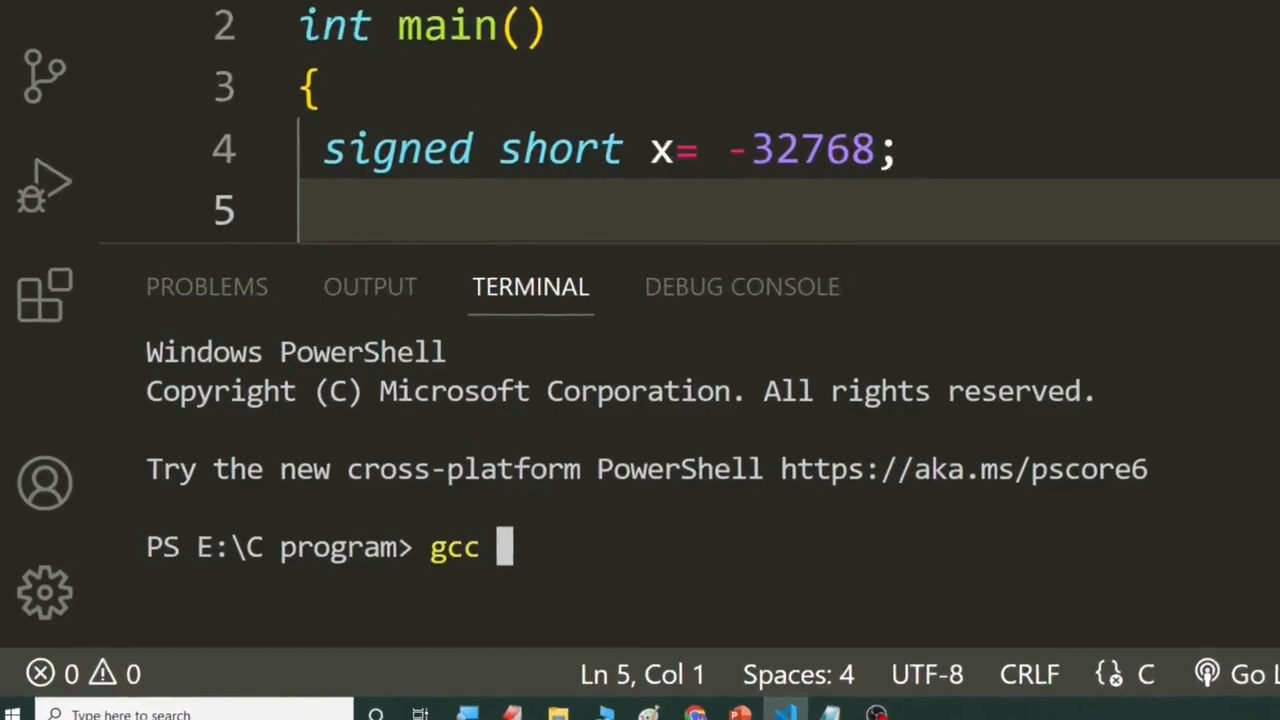 2 int main()
3 {
4 signed short x= -32768;
5
PROBLEMS OUTPUT TERMINAL DEBUG CONSOLE
Windows PowerShell
Copyright (C) Microsoft Corporation. All rights reserved.
Try the new cross-platform PowerShell https://aka.ms/pscore6
PS E:\C program> gcc
0 0 Ln 5, Col 1 Spaces: 4 UTF-8 CRLF C Go L
Type here to search